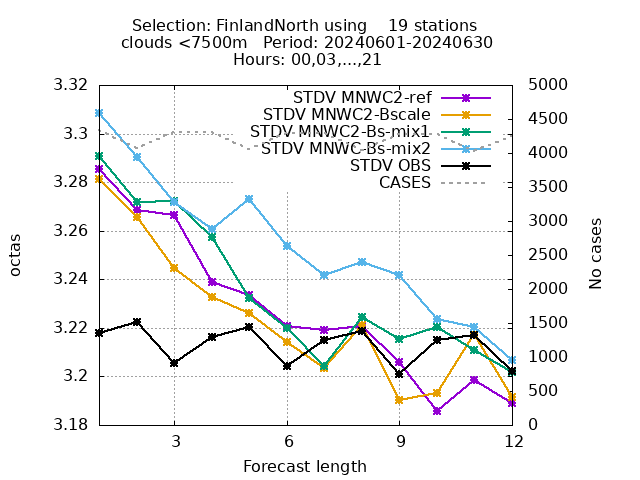 Selection: FinlandNorth using    19 stations
clouds <7500m   Period: 20240601-20240630
Hours: 00,03,...,21
octas
No cases
3.32
3.3
3.28
3.26
3.24
3.22
3.2
3.18
5000
4500
4000
3500
3000
2500
2000
1500
1000
500
0
STDV MNWC2-ref
STDV MNWC2-Bscale
STDV MNWC2-Bs-mix1
STDV MNWC-Bs-mix2
STDV OBS
CASES
3 6 9 12
Forecast length